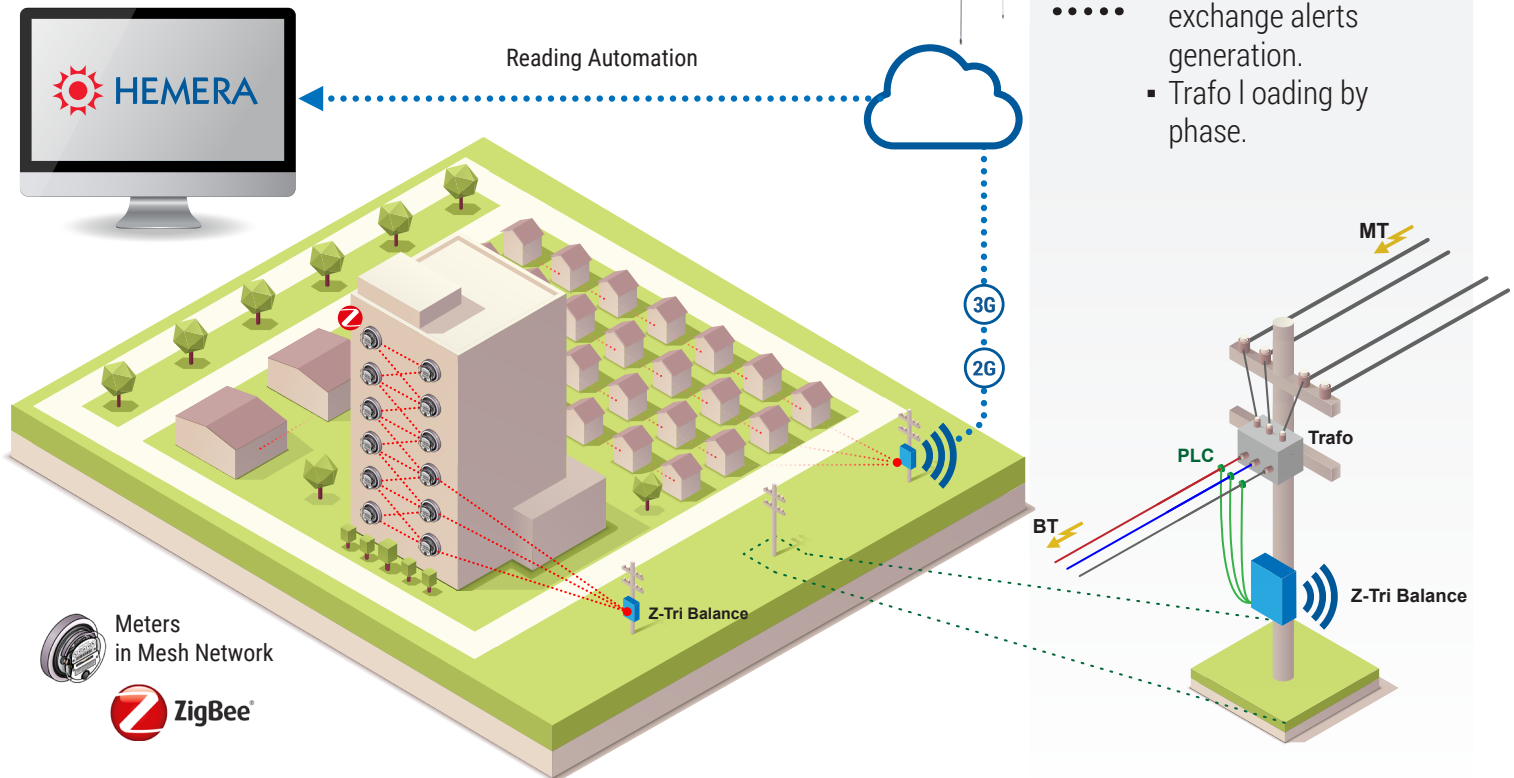 HEMERA
Reading Automation
exchange alerts
generation.
▪ Trafo l oading by
phase.
3G
2G
Z
Z-Tri Balance
Meters
in Mesh Network
Z ZigBee®
MT
Trafo
PLC
BT
Z-Tri Balance